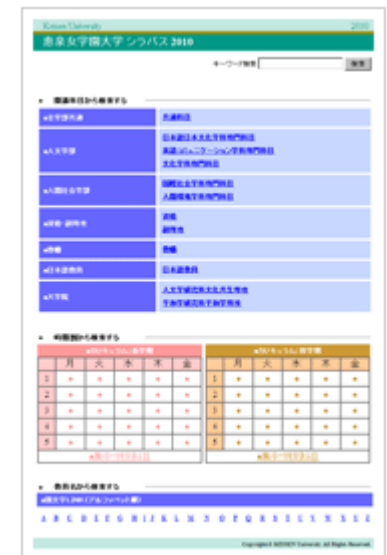 Keisen University 2010
恵泉女学園大学 シラバス 2010
キーワード検索 検索
■ 開講科目から検索する
■全学部共通 共通科目
■人文学部 日本語日本文化学科専門科目
英語コミュニケーション学科専門科目
文化学科専門科目
■人間社会学部 国際社会学科専門科目
人間環境学科専門科目
■資格・副専攻 資格
副専攻
■教職 教職
■日本語教員 日本語教員
■大学院 人文学研究科文化共生専攻
平和学研究科平和学専攻
■ 時間割から検索する
月 火 水 木 金 月 火 水 木 金
1 ● ● ● ● ● 1 ● ● ● ● ●
2 ● ● ● ● ● 2 ● ● ● ● ●
3 ● ● ● ● ● 3 ● ● ● ● ●
4 ● ● ● ● ● 4 ● ● ● ● ●
5 ● ● ● ● ● 5 ● ● ● ● ●
■ 教員名から検索する
A B C D E F G H I J K L M N O P Q R S T U V W X Y Z
Copyright© KEISEN University. All Rights Reserved.